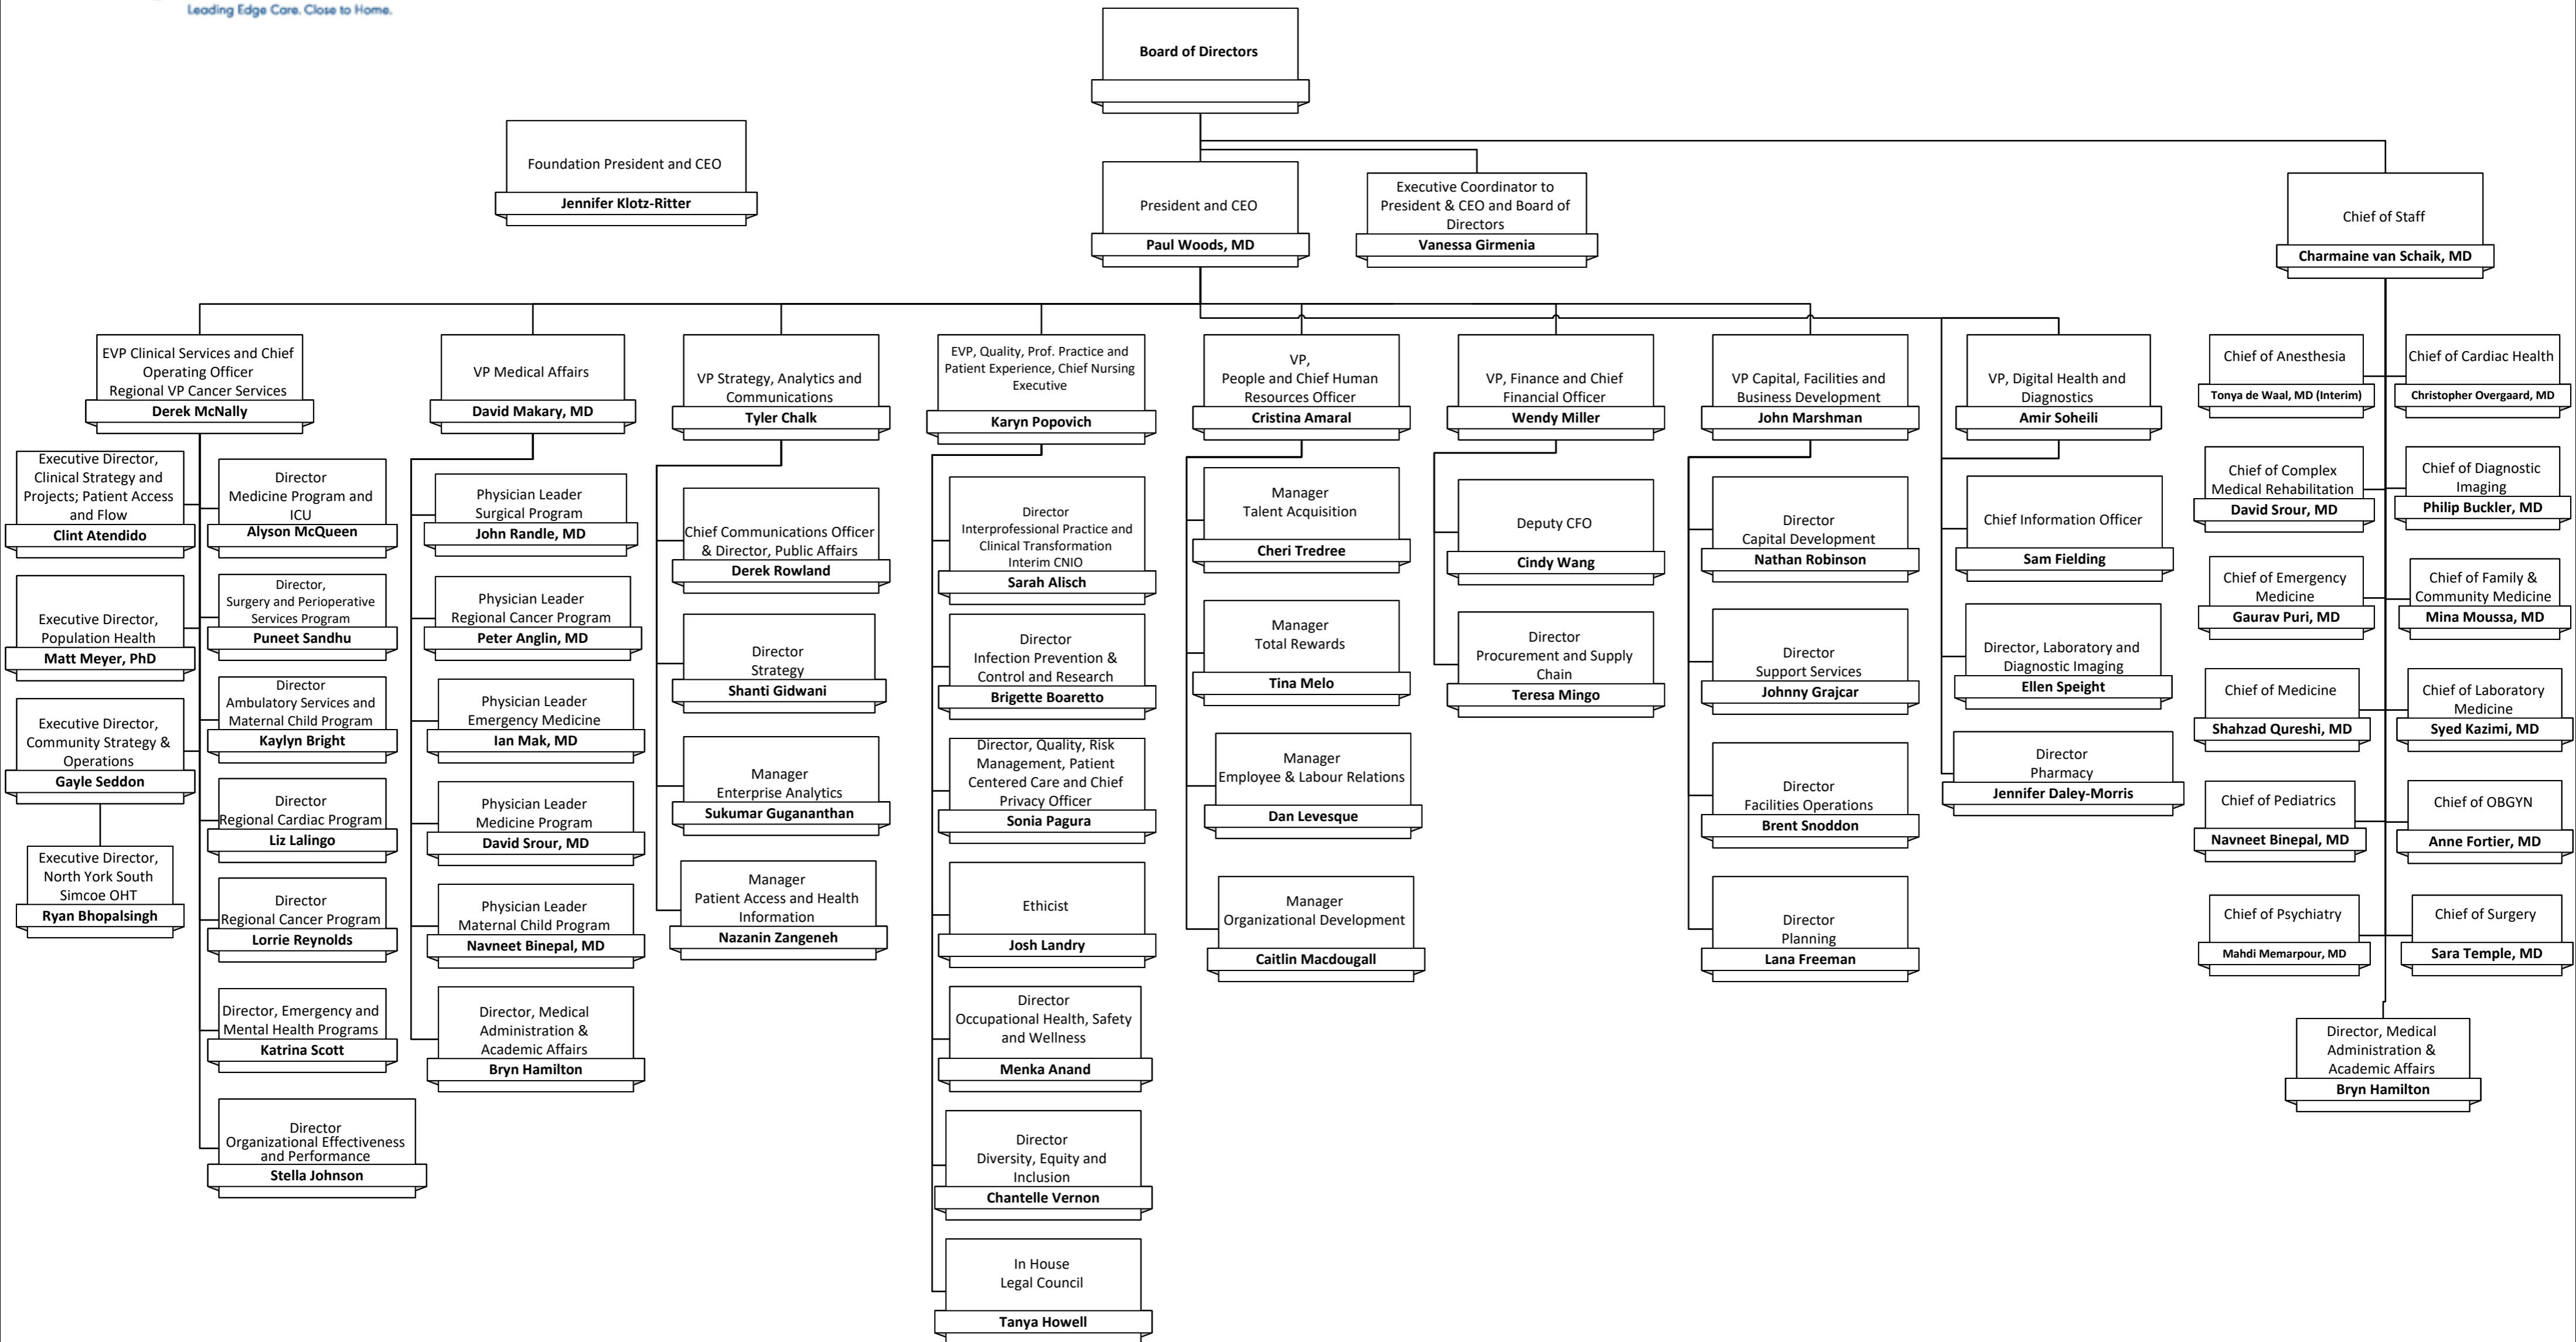 Leading Edge Care. Close to Home.
Board of Directors
Foundation President and CEO
Jennifer Klotz-Ritter
President and CEO
Paul Woods, MD
Executive Coordinator to
President & CEO and Board of
Directors
Vanessa Girmenia
Chief of Staff
Charmaine van Schaik, MD
EVP Clinical Services and Chief
Operating Officer
Regional VP Cancer Services
Derek McNally
VP Medical Affairs
David Makary, MD
VP Strategy, Analytics and
Communications
Tyler Chalk
EVP, Quality, Prof. Practice and
Patient Experience, Chief Nursing
Executive
Karyn Popovich
VP,
People and Chief Human
Resources Officer
Cristina Amaral
VP, Finance and Chief
Financial Officer
Wendy Miller
VP Capital, Facilities and
Business Development
John Marshman
VP, Digital Health and
Diagnostics
Amir Soheili
Executive Director,
Clinical Strategy and
Projects; Patient Access
and Flow
Clint Atendido
Executive Director,
Population Health
Matt Meyer, PhD
Executive Director,
Community Strategy &
Operations
Gayle Seddon
Executive Director,
North York South
Simcoe OHT
Ryan Bhopalsingh
Director
Medicine Program and
ICU
Alyson McQueen
Director,
Surgery and Perioperative
Services Program
Puneet Sandhu
Director
Ambulatory Services and
Maternal Child Program
Kaylyn Bright
Director
Regional Cardiac Program
Liz Lalingo
Director
Regional Cancer Program
Lorrie Reynolds
Director, Emergency and
Mental Health Programs
Katrina Scott
Director
Organizational Effectiveness
and Performance
Stella Johnson
Physician Leader
Surgical Program
John Randle, MD
Physician Leader
Regional Cancer Program
Peter Anglin, MD
Physician Leader
Emergency Medicine
Ian Mak, MD
Physician Leader
Medicine Program
David Srour, MD
Physician Leader
Maternal Child Program
Navneet Binepal, MD
Director, Medical
Administration &
Academic Affairs
Bryn Hamilton
Chief Communications Officer
& Director, Public Affairs
Derek Rowland
Director
Strategy
Shanti Gidwani
Manager
Enterprise Analytics
Sukumar Gugananthan
Manager
Patient Access and Health
Information
Nazanin Zangeneh
Director
Interprofessional Practice and
Clinical Transformation
Interim CNIO
Sarah Alisch
Director
Infection Prevention &
Control and Research
Brigette Boaretto
Director, Quality, Risk
Management, Patient
Centered Care and Chief
Privacy Officer
Sonia Pagura
Ethicist
Josh Landry
Director
Occupational Health, Safety
and Wellness
Menka Anand
Director
Diversity, Equity and
Inclusion
Chantelle Vernon
In House
Legal Council
Tanya Howell
Manager
Talent Acquisition
Cheri Tredree
Manager
Total Rewards
Tina Melo
Manager
Employee & Labour Relations
Dan Levesque
Manager
Organizational Development
Caitlin Macdougall
Deputy CFO
Cindy Wang
Director
Procurement and Supply
Chain
Teresa Mingo
Director
Capital Development
Nathan Robinson
Director
Support Services
Johnny Grajcar
Director
Facilities Operations
Brent Snoddon
Director
Planning
Lana Freeman
Chief Information Officer
Sam Fielding
Director, Laboratory and
Diagnostic Imaging
Ellen Speight
Director
Pharmacy
Jennifer Daley-Morris
Chief of Anesthesia
Tonya de Waal, MD (Interim)
Chief of Cardiac Health
Christopher Overgaard, MD
Chief of Complex
Medical Rehabilitation
David Srour, MD
Chief of Diagnostic
Imaging
Philip Buckler, MD
Chief of Emergency
Medicine
Gaurav Puri, MD
Chief of Family &
Community Medicine
Mina Moussa, MD
Chief of Medicine
Shahzad Qureshi, MD
Chief of Laboratory
Medicine
Syed Kazimi, MD
Chief of Pediatrics
Navneet Binepal, MD
Chief of OBGYN
Anne Fortier, MD
Chief of Psychiatry
Mahdi Memarpour, MD
Chief of Surgery
Sara Temple, MD
Director, Medical
Administration &
Academic Affairs
Bryn Hamilton